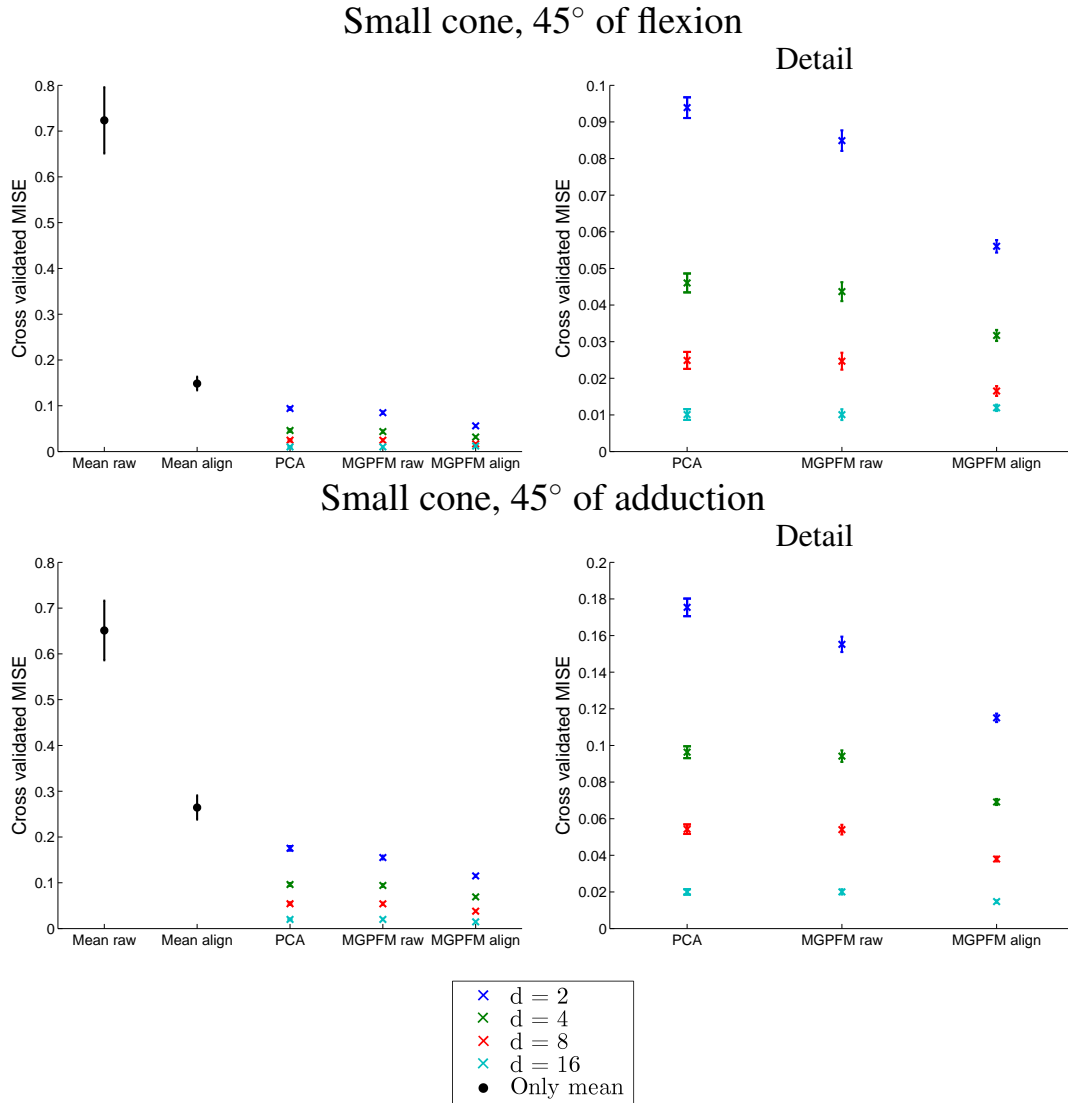 Small cone, 45° of flexion
Detail
Cross validated MISE
0.8
0.7
0.6
0.5
0.4
0.3
0.2
0.1
0
Mean raw
Mean align
PCA
MGPFM raw
MGPFM align
Cross validated MISE
0.1
0.09
0.08
0.07
0.06
0.05
0.04
0.03
0.02
0.01
0
PCA
MGPFM raw
MGPFM align
Small cone, 45° of adduction
Detail
Cross validated MISE
0.8
0.7
0.6
0.5
0.4
0.3
0.2
0.1
0
Mean raw
Mean align
PCA
MGPFM raw
MGPFM align
Cross validated MISE
0.2
0.18
0.16
0.14
0.12
0.1
0.08
0.06
0.04
0.02
0
PCA
MGPFM raw
MGPFM align
d = 2
d = 4
d = 8
d = 16
Only mean